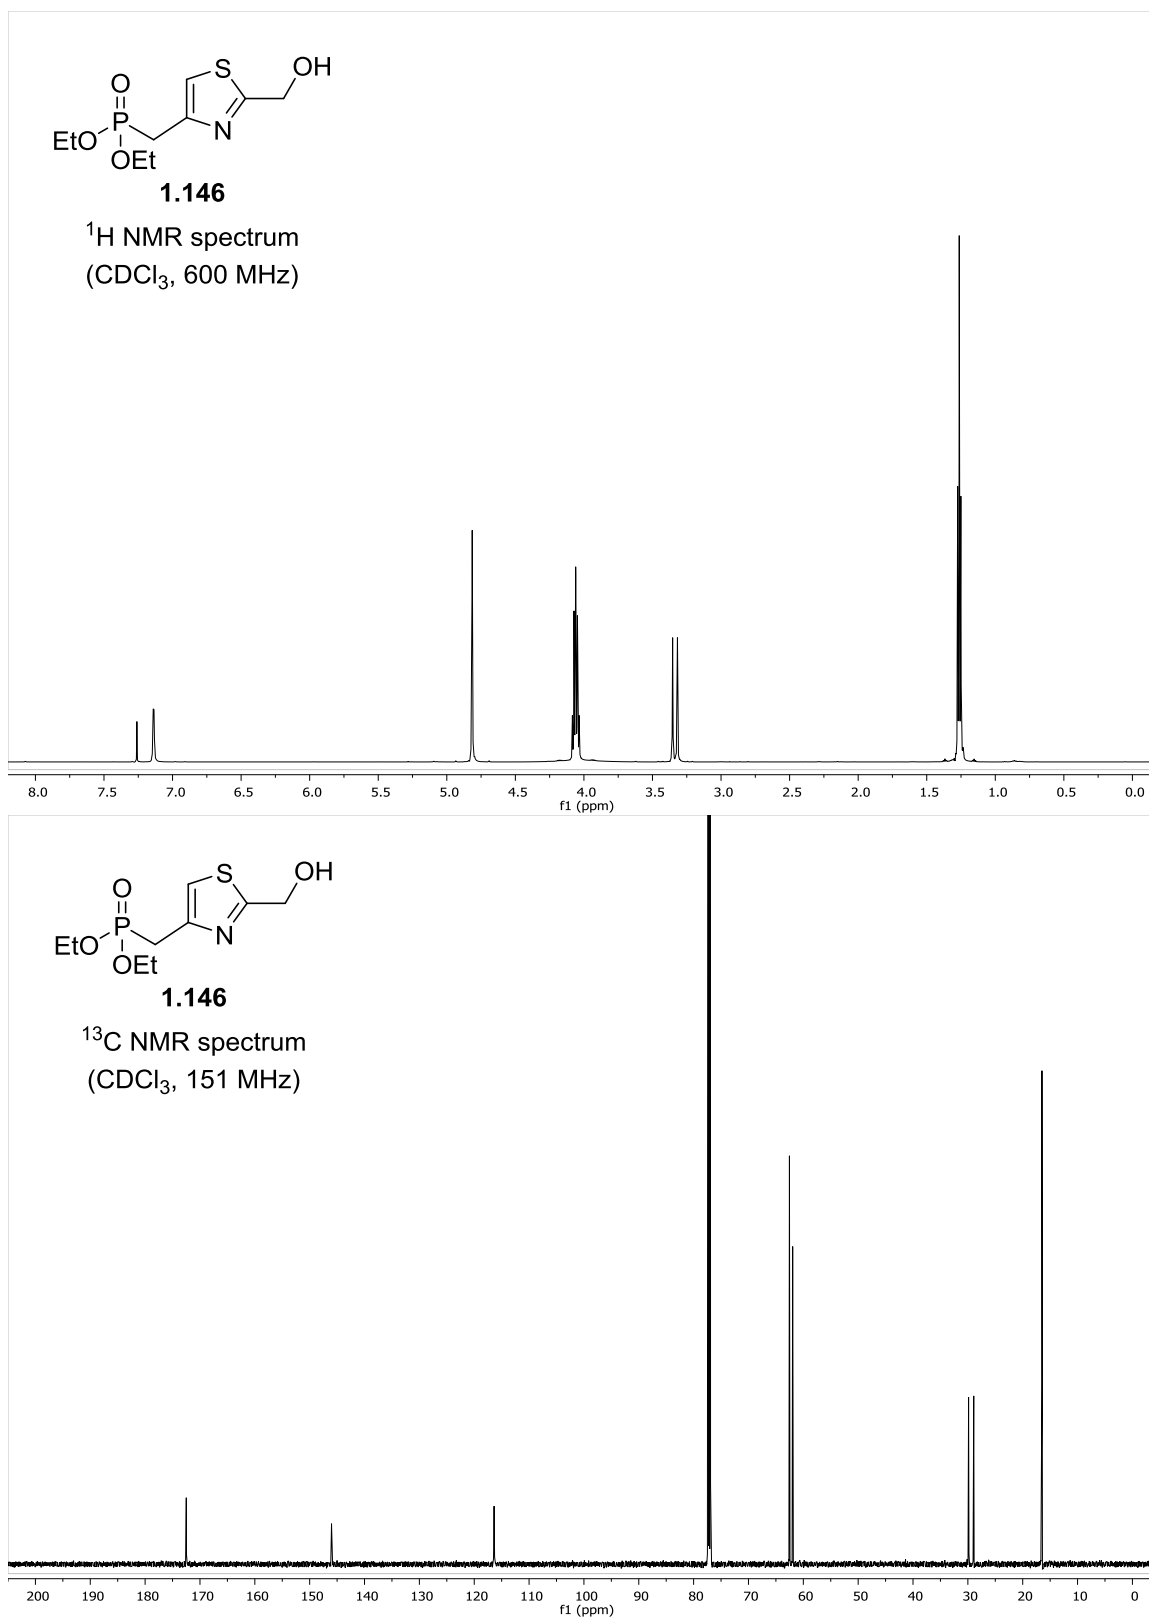 S
OH
O
P
EtO
N
OEt
1.146
¹H NMR spectrum
(CDCl₃, 600 MHz)
8.0 7.5 7.0 6.5 6.0 5.5 5.0 4.5 4.0 3.5 3.0 2.5 2.0 1.5 1.0 0.5 0.0
f1 (ppm)
S
OH
O
P
EtO
N
OEt
1.146
¹³C NMR spectrum
(CDCl₃, 151 MHz)
200 190 180 170 160 150 140 130 120 110 100 90 80 70 60 50 40 30 20 10 0
f1 (ppm)